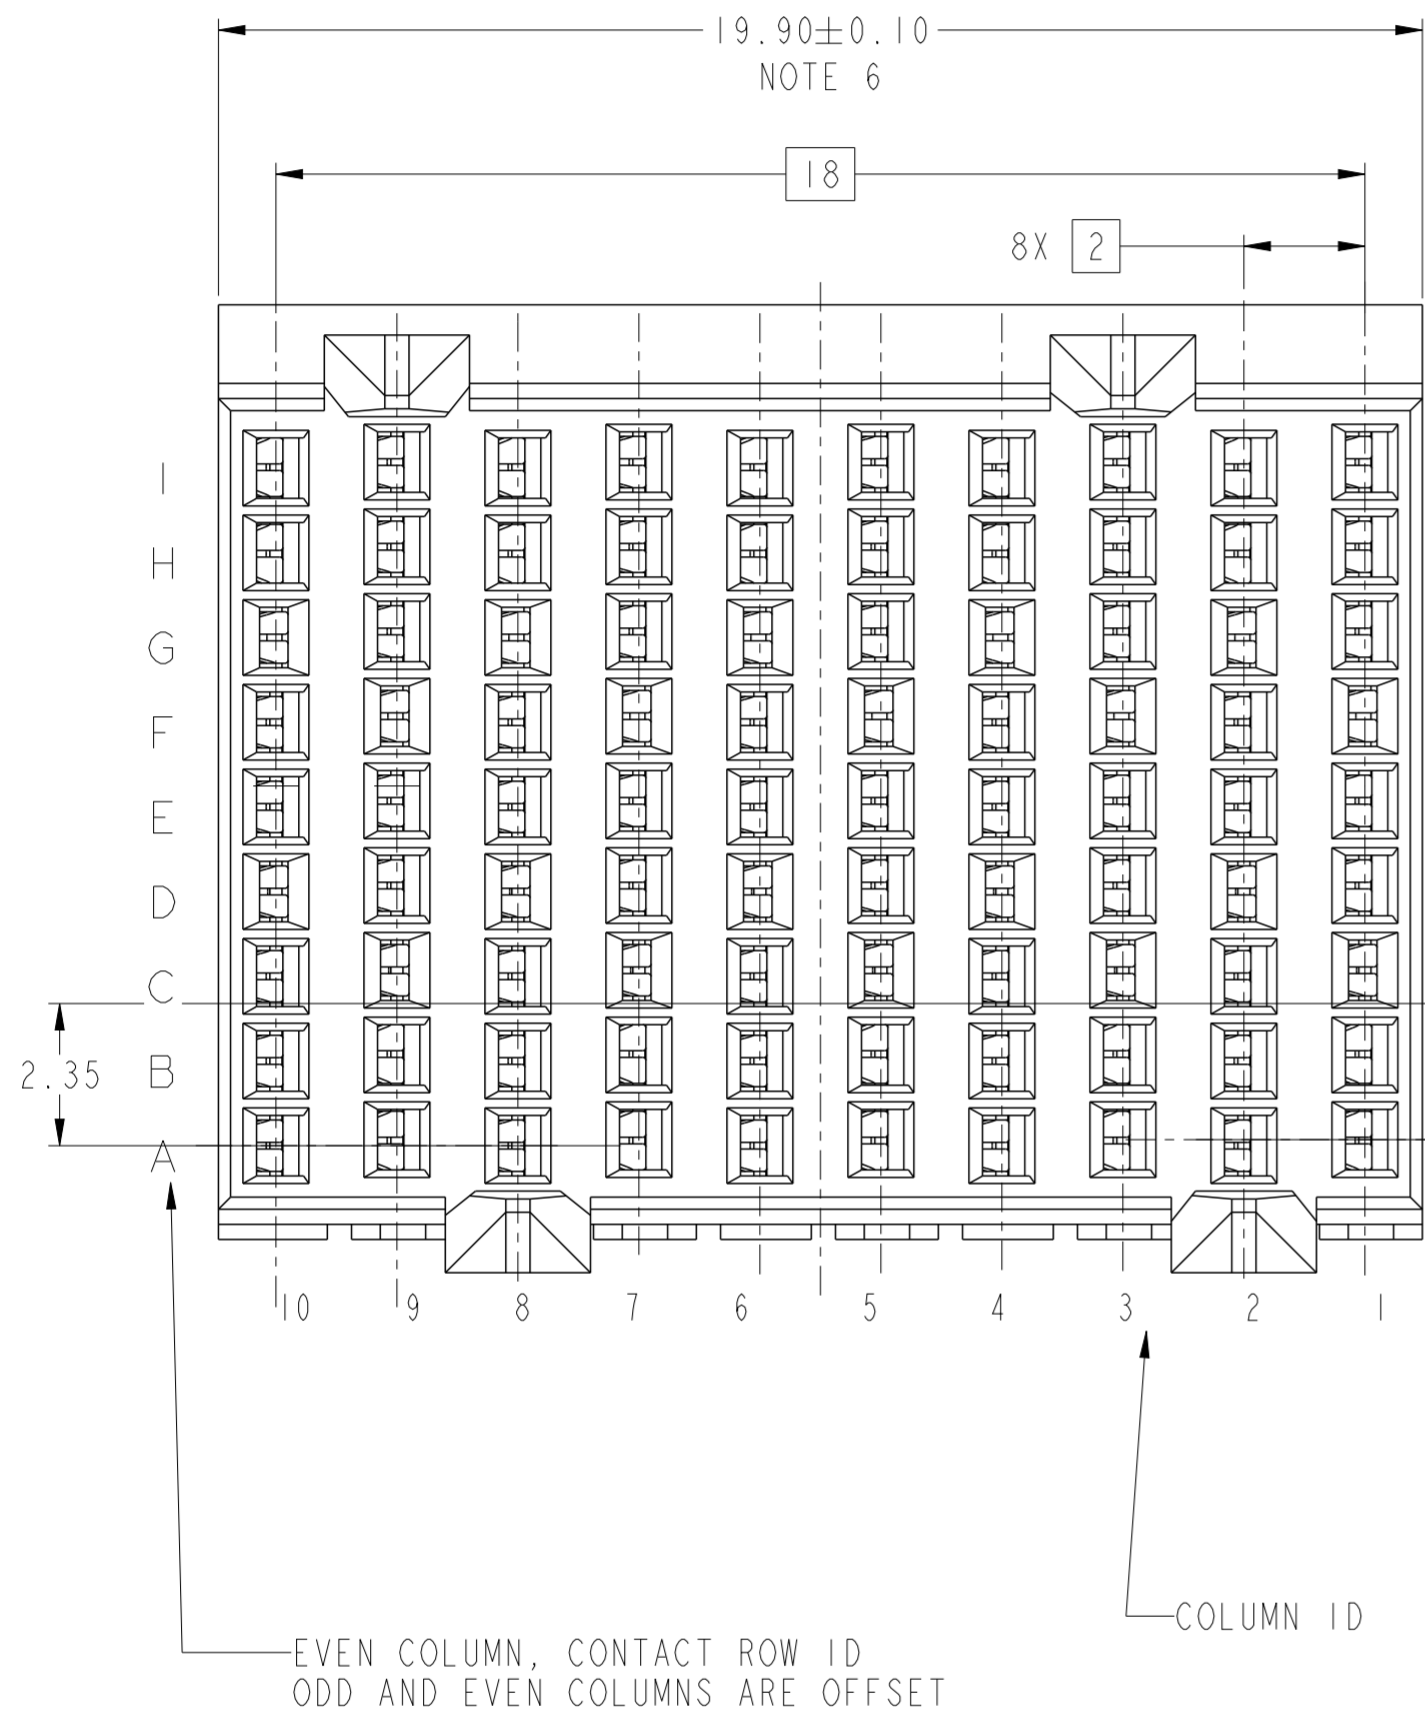 19.90±0.10
NOTE 6
18
8X 2
I
H
G
F
E
D
C
2.35 B
A
10 9 8 7 6 5 4 3 2 1
COLUMN ID
EVEN COLUMN, CONTACT ROW ID
ODD AND EVEN COLUMNS ARE OFFSET